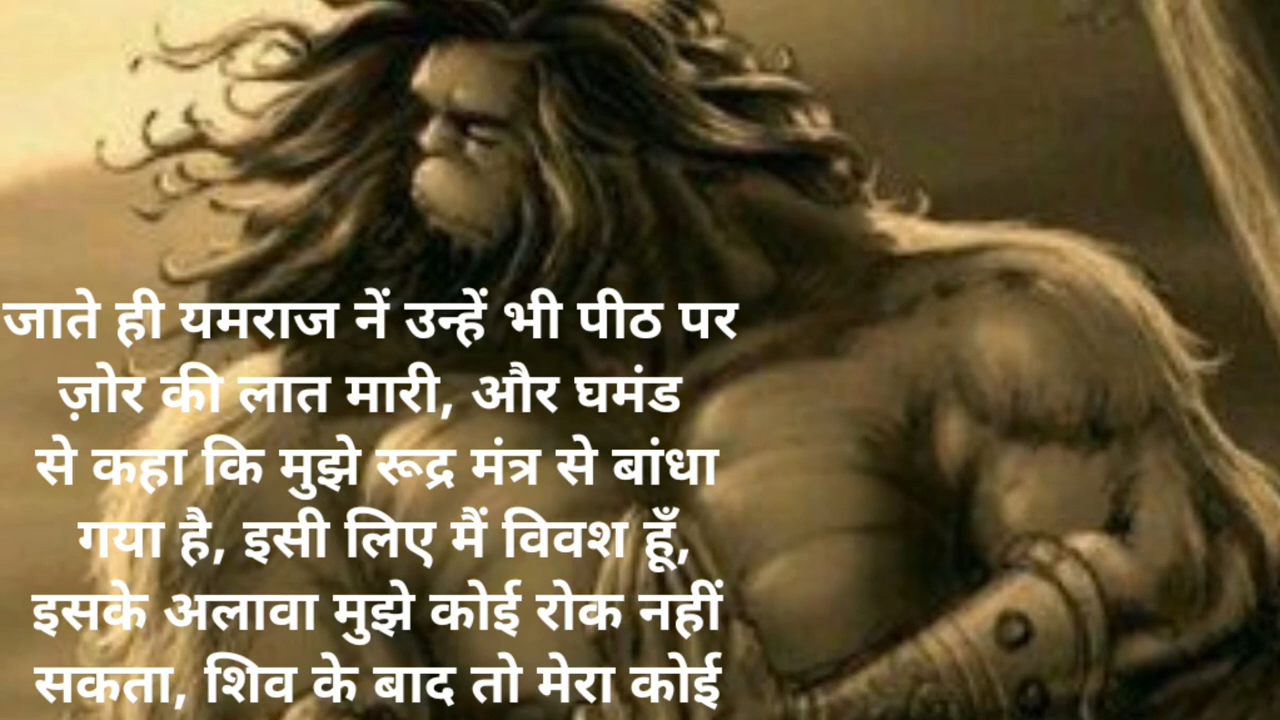 जाते ही यमराज नें उन्हें भी पीठ पर
ज़ोर की लात मारी, और घमंड
से कहा कि मुझे रूद्र मंत्र से बांधा
गया है, इसी लिए मैं विवश हूँ,
इसके अलावा मुझे कोई रोक नहीं
सकता, शिव के बाद तो मेरा कोई